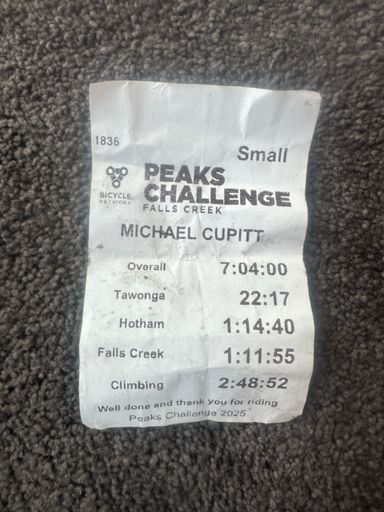 1836
Small
BICYCLE
NETWORK
PEAKS
CHALLENGE
FALLS CREEK
MICHAEL CUPITT
Overall 7:04:00
Tawonga 22:17
Hotham 1:14:40
Falls Creek 1:11:55
Climbing 2:48:52
Well done and thank you for riding
Peaks Challenge 2025